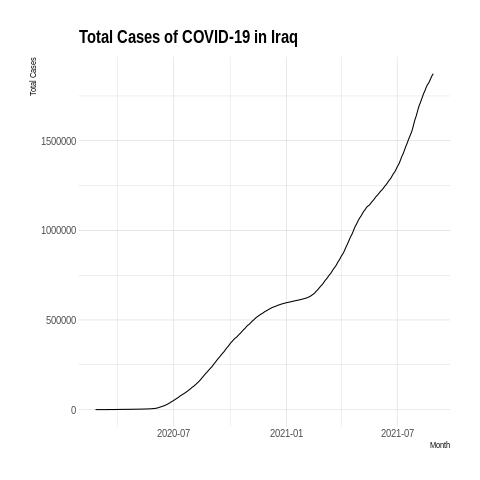 Total Cases of COVID-19 in Iraq
Total Cases
1500000
1000000
500000
0
2020-07
2021-01
2021-07
Month